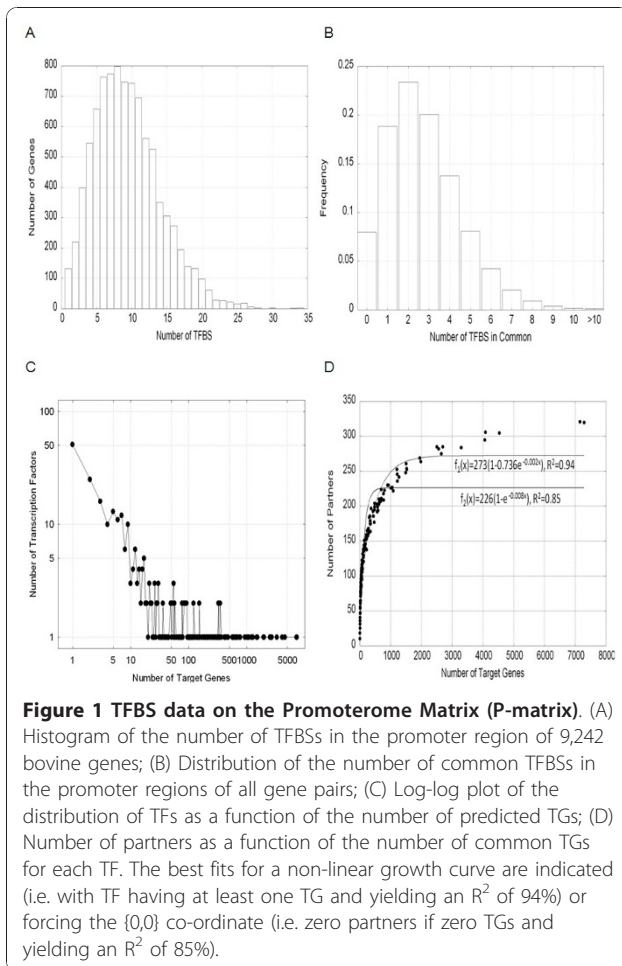 A
Number of Genes
800
700
600
500
400
300
200
100
0
0 5 10 15 20 25 30 35
Number of TFBS
B
Frequency
0.25
0.2
0.15
0.1
0.05
0
0 1 2 3 4 5 6 7 8 9 10 >10
Number of TFBS in Common
C
Number of Transcription Factors
100
50
10
5
1
1 5 10 50 100 500 1000 5000
Number of Target Genes
D
Number of Partners
350
300
250
200
150
100
50
0
f₁(x)=273(1-0.736e⁻⁰·⁰⁰²ˣ), R²=0.94
f₂(x)=226(1-e⁻⁰·⁰⁰⁸ˣ), R²=0.85
0 1000 2000 3000 4000 5000 6000 7000 8000
Number of Target Genes
Figure 1 TFBS data on the Promoterome Matrix (P-matrix). (A)
Histogram of the number of TFBSs in the promoter region of 9,242
bovine genes; (B) Distribution of the number of common TFBSs in
the promoter regions of all gene pairs; (C) Log-log plot of the
distribution of TFs as a function of the number of predicted TGs; (D)
Number of partners as a function of the number of common TGs
for each TF. The best fits for a non-linear growth curve are indicated
(i.e. with TF having at least one TG and yielding an R² of 94%) or
forcing the {0,0} co-ordinate (i.e. zero partners if zero TGs and
yielding an R² of 85%).